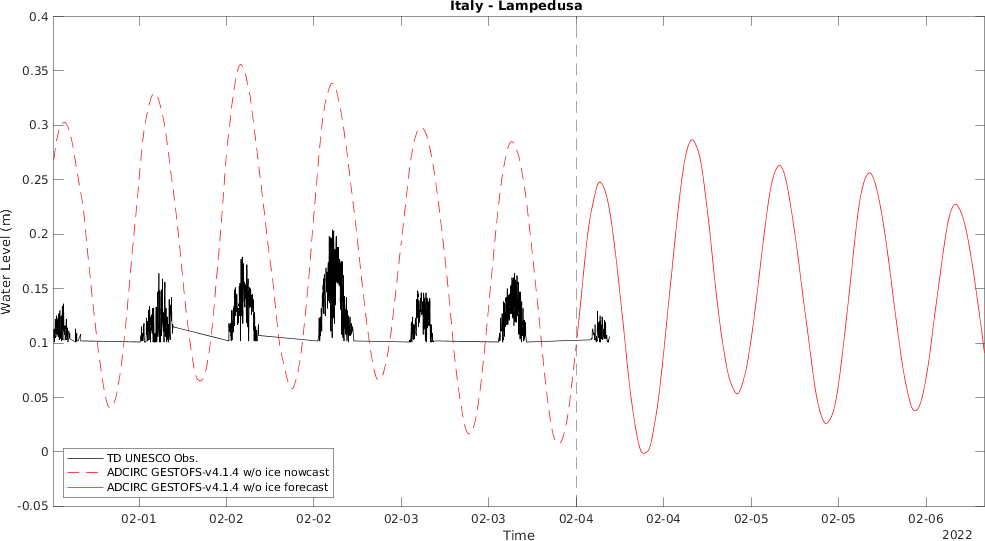 Italy - Lampedusa
0.4
0.35
0.3
0.25
0.2
0.15
0.1
0.05
0
-0.05
Water Level (m)
TD UNESCO Obs.
ADCIRC GESTOFS-v4.1.4 w/o ice nowcast
ADCIRC GESTOFS-v4.1.4 w/o ice forecast
02-01 02-02 02-02 02-03 02-03 02-04 02-04 02-05 02-05 02-06
Time
2022